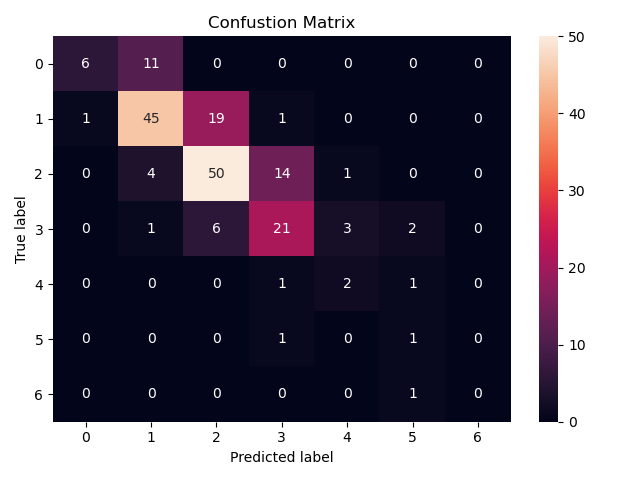 Confustion Matrix
0 6 11 0 0 0 0 0
1 1 45 19 1 0 0 0
2 0 4 50 14 1 0 0
3 0 1 6 21 3 2 0
4 0 0 0 1 2 1 0
5 0 0 0 1 0 1 0
6 0 0 0 0 0 1 0
0 1 2 3 4 5 6
Predicted label
True label
50
40
30
20
10
0